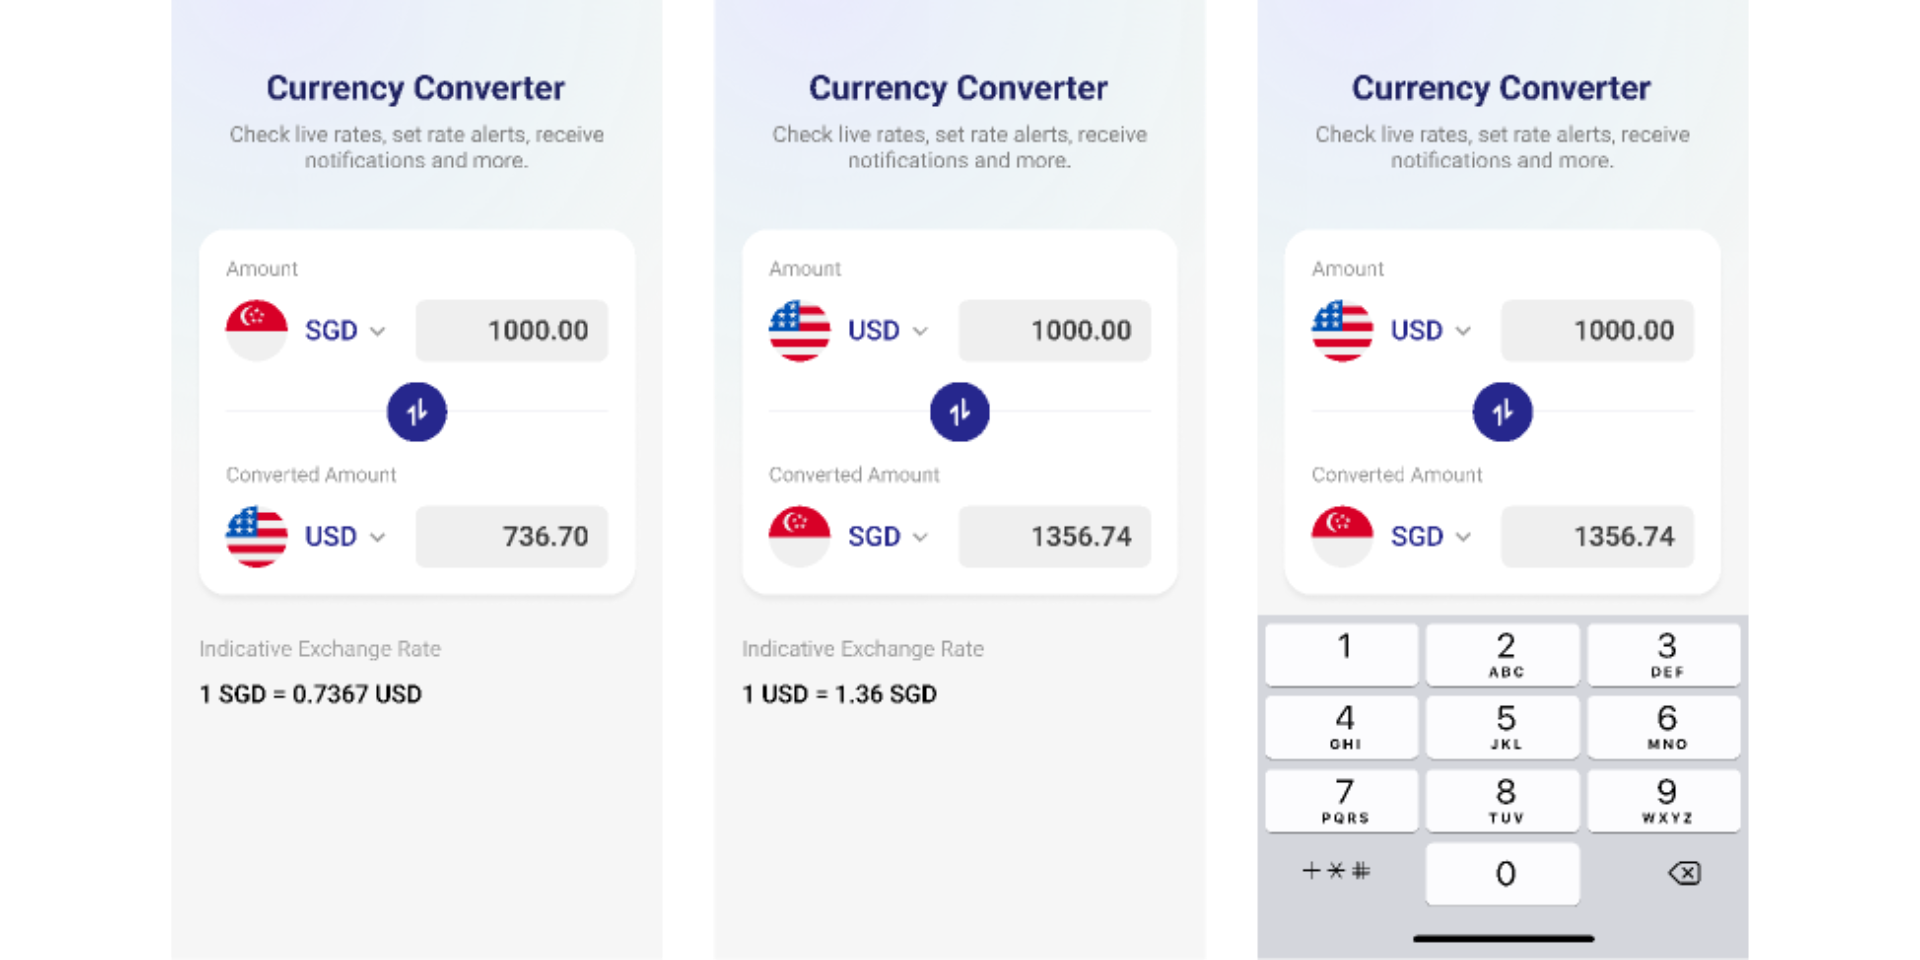 Currency Converter
Check live rates, set rate alerts, receive
notifications and more.
Amount
SGD 1000.00
Converted Amount
USD 736.70
Indicative Exchange Rate
1 SGD = 0.7367 USD
Currency Converter
Check live rates, set rate alerts, receive
notifications and more.
Amount
USD 1000.00
Converted Amount
SGD 1356.74
Indicative Exchange Rate
1 USD = 1.36 SGD
Currency Converter
Check live rates, set rate alerts, receive
notifications and more.
Amount
USD 1000.00
Converted Amount
SGD 1356.74
1 2 3
ABC DEF
4 5 6
GHI JKL MNO
7 8 9
PQRS TUV WXYZ
+*# 0